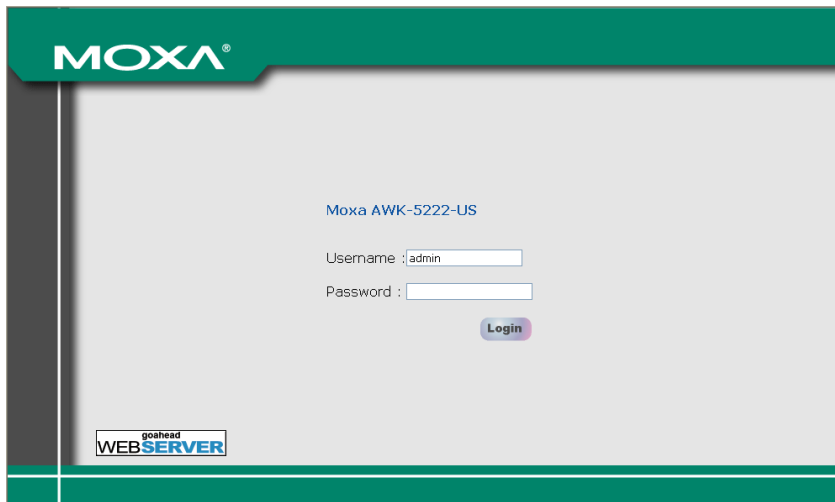 MOXA®
Moxa AWK-5222-US
Username : admin
Password :
Login
goahead
WEBSERVER